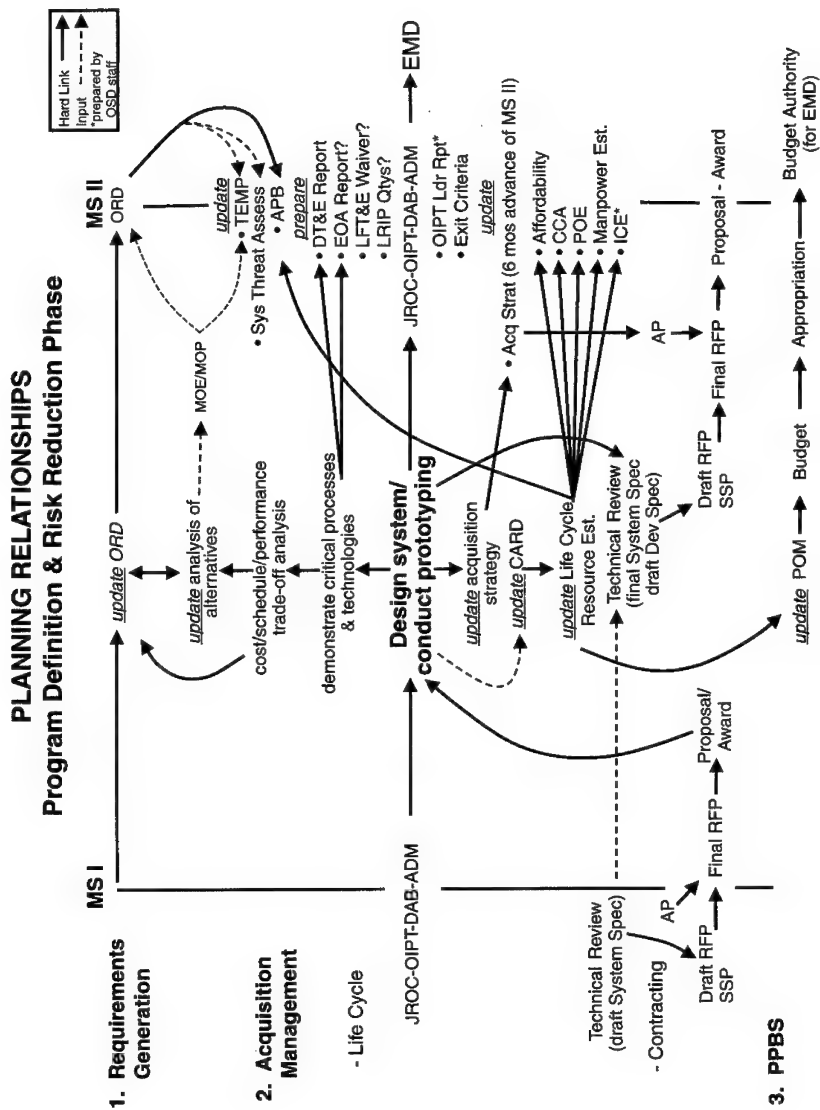 PLANNING RELATIONSHIPS
Program Definition & Risk Reduction Phase
Hard Link
Input
*prepared by
OSD staff
MS I
MS II
1. Requirements
Generation
update ORD
ORD
update analysis of
alternatives
MOE/MOP
update
• TEMP
• Sys Threat Assess
• APB
2. Acquisition
Management
cost/schedule/performance
trade-off analysis
prepare
• DT&E Report
• EOA Report?
• LFT&E Waiver?
• LRIP Qtys?
- Life Cycle
demonstrate critical processes
& technologies
JROC-OIPT-DAB-ADM
Design system/
conduct prototyping
JROC-OIPT-DAB-ADM
EMD
• OIPT Ldr Rpt*
• Exit Criteria
update
• Acq Strat (6 mos advance of MS II)
update acquisition
strategy
update CARD
• Affordability
• CCA
• POE
• Manpower Est.
• ICE*
update Life Cycle
Resource Est.
Technical Review
(draft System Spec)
Technical Review
(final System Spec
draft Dev Spec)
- Contracting
AP
AP
Draft RFP
SSP
Final RFP
Proposal/
Award
Draft RFP
SSP
Final RFP
Proposal - Award
3. PPBS
update POM
Budget
Appropriation
Budget Authority
(for EMD)